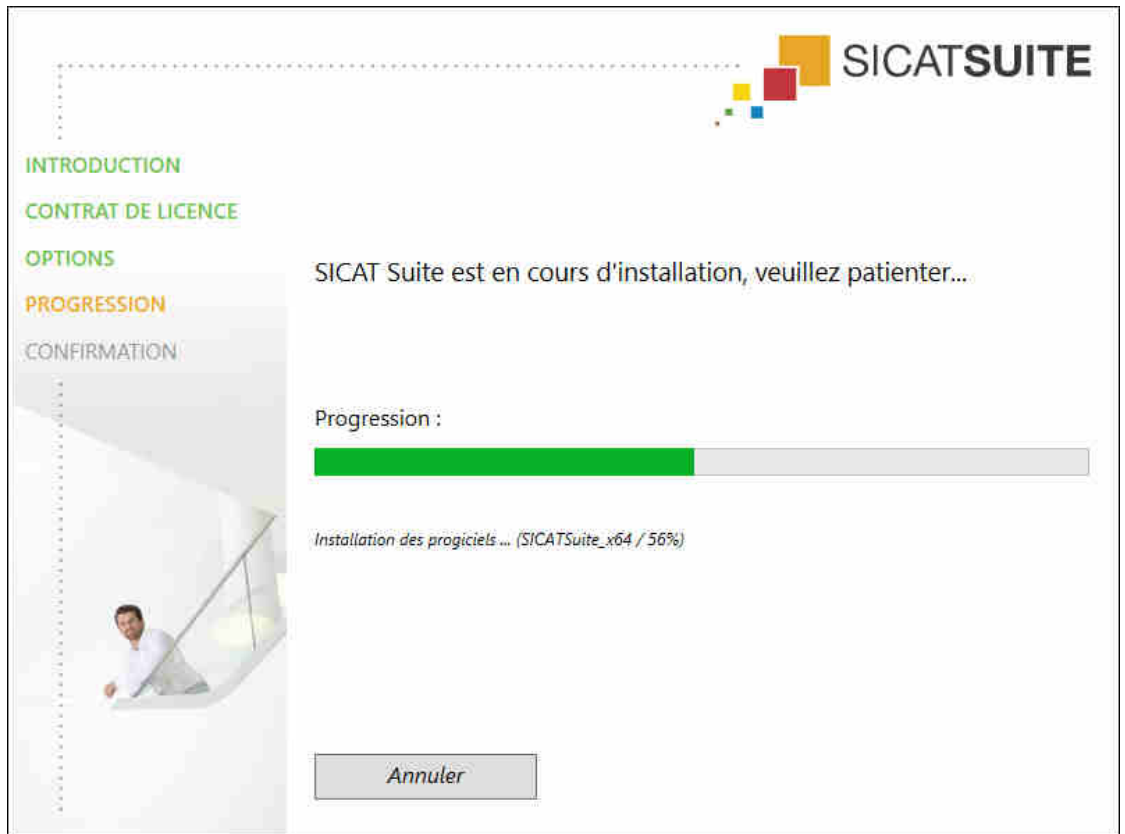 SICATSUITE
INTRODUCTION
CONTRAT DE LICENCE
OPTIONS
PROGRESSION
CONFIRMATION
SICAT Suite est en cours d'installation, veuillez patienter...
Progression :
Installation des progiciels ... (SICATSuite_x64 / 56%)
Annuler